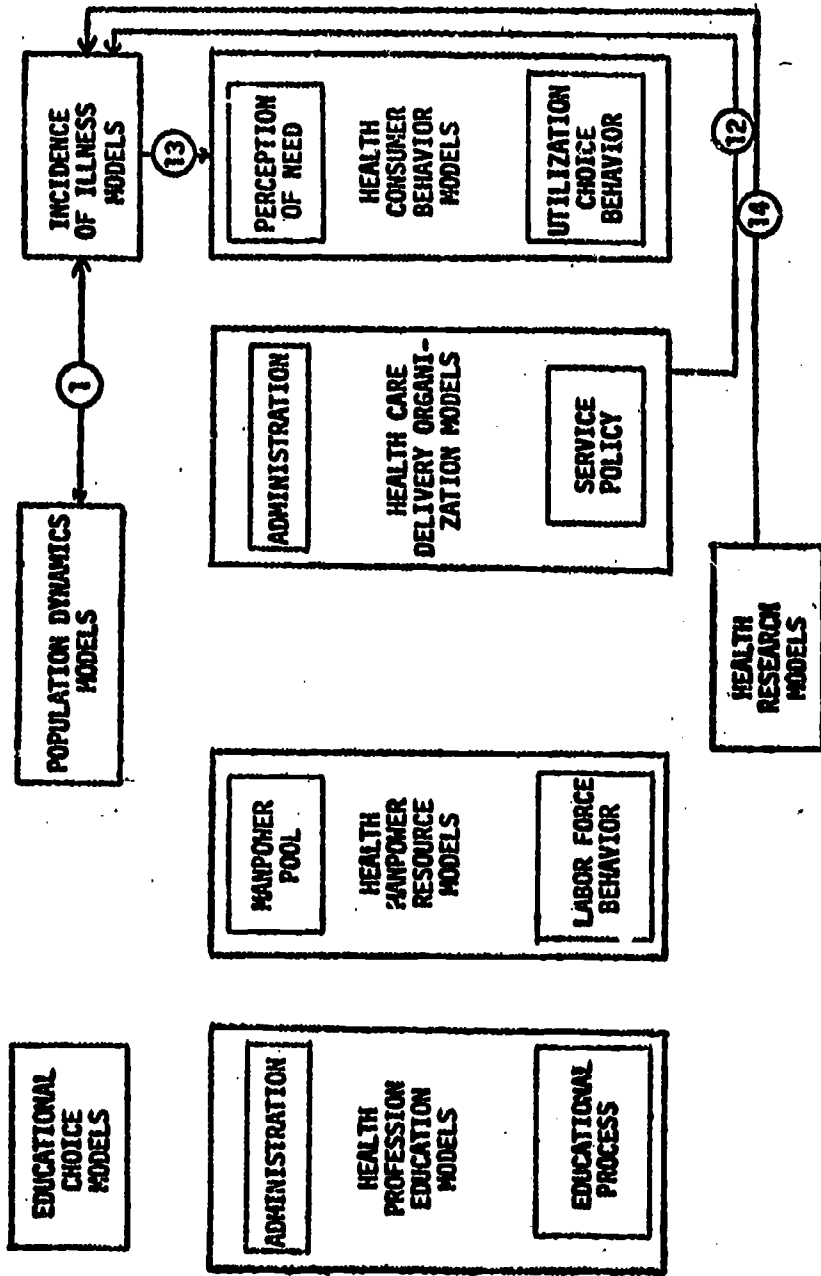 EDUCATIONAL
CHOICE
MODELS
POPULATION DYNAMICS
MODELS
1
INCIDENCE
OF ILLNESS
MODELS
13
ADMINISTRATION
HEALTH
PROFESSION
EDUCATION
MODELS
EDUCATIONAL
PROCESS
MANPOWER
POOL
HEALTH
MANPOWER
RESOURCE
MODELS
LABOR FORCE
BEHAVIOR
ADMINISTRATION
HEALTH CARE
DELIVERY ORGANI-
ZATION MODELS
SERVICE
POLICY
PERCEPTION
OF NEED
HEALTH
CONSUMER
BEHAVIOR
MODELS
UTILIZATION
CHOICE
BEHAVIOR
12
14
HEALTH
RESEARCH
MODELS